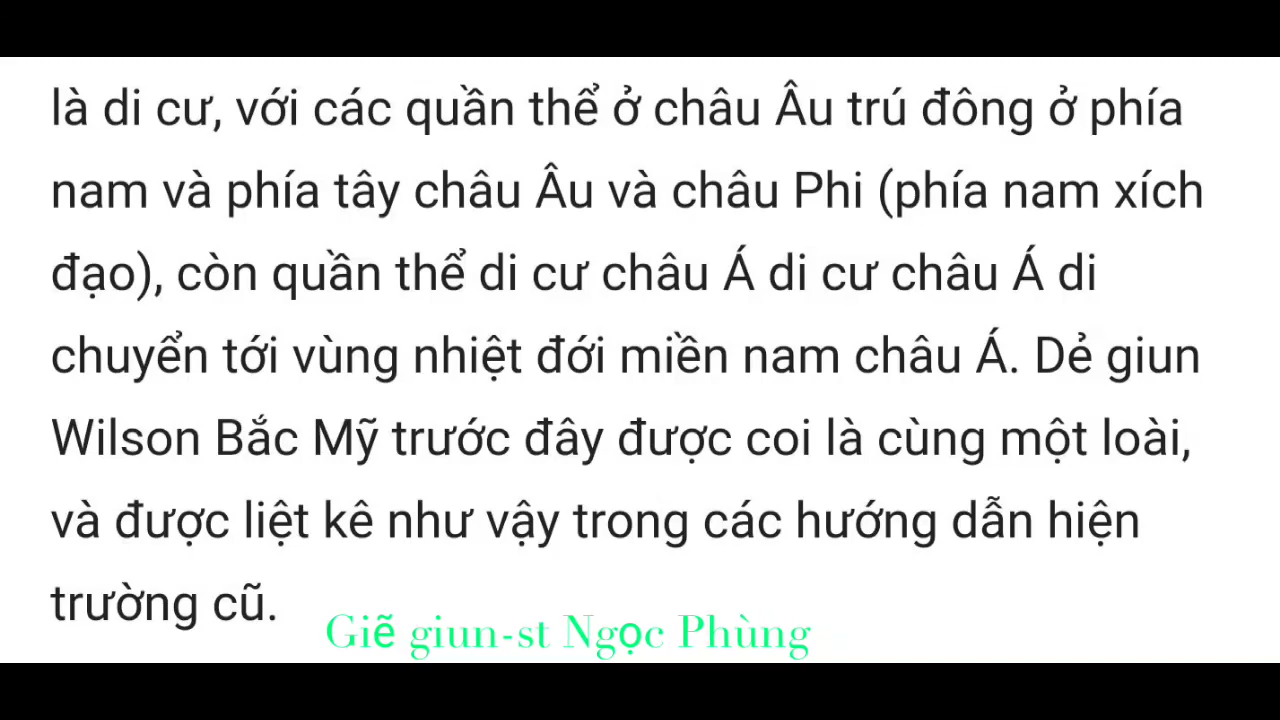 là di cư, với các quần thể ở châu Âu trú đông ở phía
nam và phía tây châu Âu và châu Phi (phía nam xích
đạo), còn quần thể di cư châu Á di cư châu Á di
chuyển tới vùng nhiệt đới miền nam châu Á. Dẻ giun
Wilson Bắc Mỹ trước đây được coi là cùng một loài,
và được liệt kê như vậy trong các hướng dẫn hiện
trường cũ.
Giẽ giun-st Ngọc Phùng